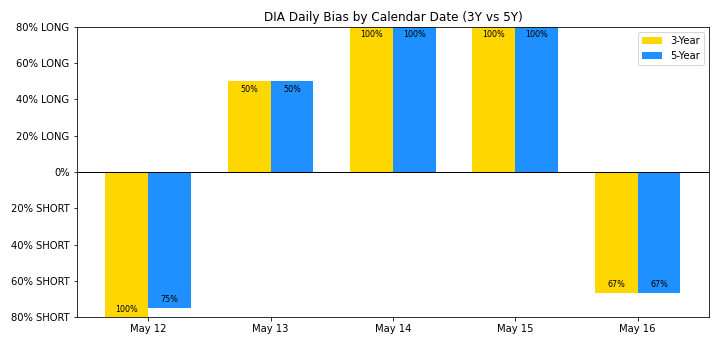 DIA Daily Bias by Calendar Date (3Y vs 5Y)
80% LONG
60% LONG
40% LONG
20% LONG
0%
20% SHORT
40% SHORT
60% SHORT
80% SHORT
3-Year
5-Year
100%
75%
50%
50%
100%
100%
100%
100%
67%
67%
May 12
May 13
May 14
May 15
May 16